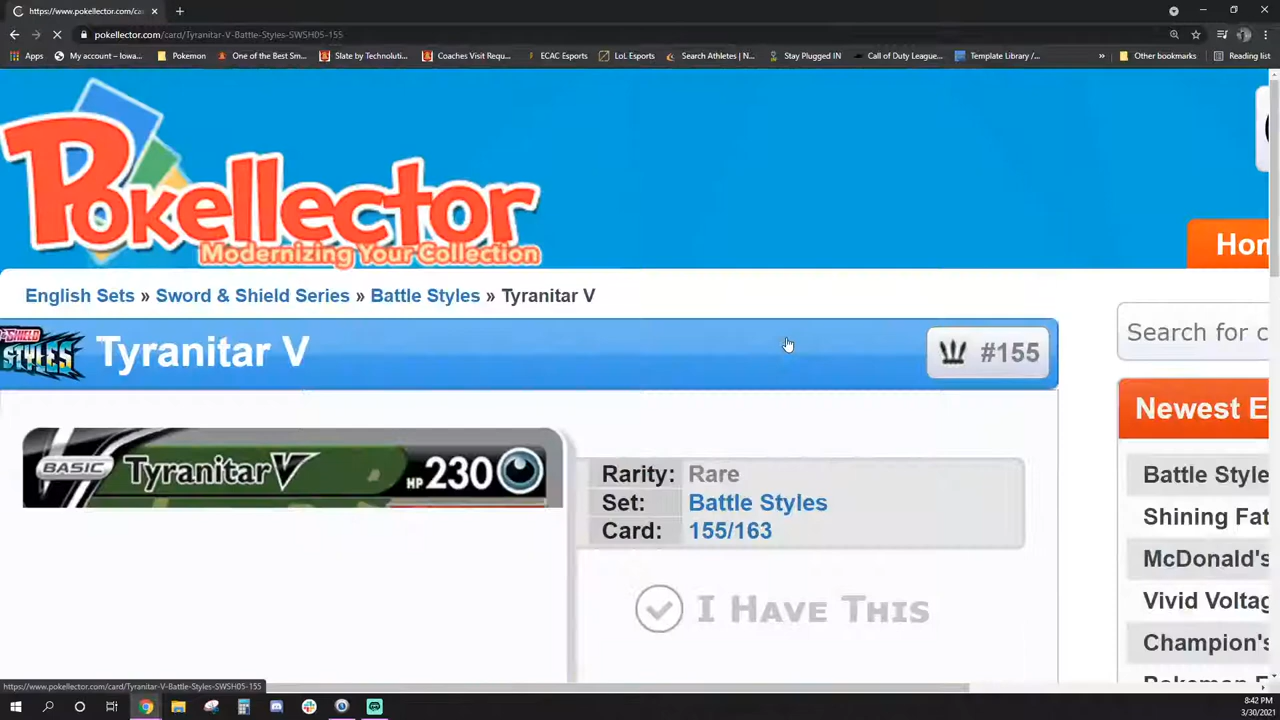 https://www.pokellector.com/ca
pokellector.com/card/Tyranitar-V-Battle-Styles-SWSH05-155
Apps
My account – Iowa...
Pokemon
One of the Best Sm...
Slate by Technoluti...
Coaches Visit Requ...
ECAC Esports
LoL Esports
Search Athletes | N...
Stay Plugged IN
Call of Duty League...
Template Library /...
»
Other bookmarks
Reading list
Pokellector
Modernizing Your Collection
Hon
English Sets » Sword & Shield Series » Battle Styles » Tyranitar V
SHIELD
STYLES
Tyranitar V
#155
Search for c
BASIC Tyranitar V HP 230
Rarity: Rare
Set: Battle Styles
Card: 155/163
I Have This
Newest E
Battle Style
Shining Fat
McDonald's
Vivid Voltag
Champion's
https://www.pokellector.com/card/Tyranitar-V-Battle-Styles-SWSH05-155
8:42 PM
3/30/2021